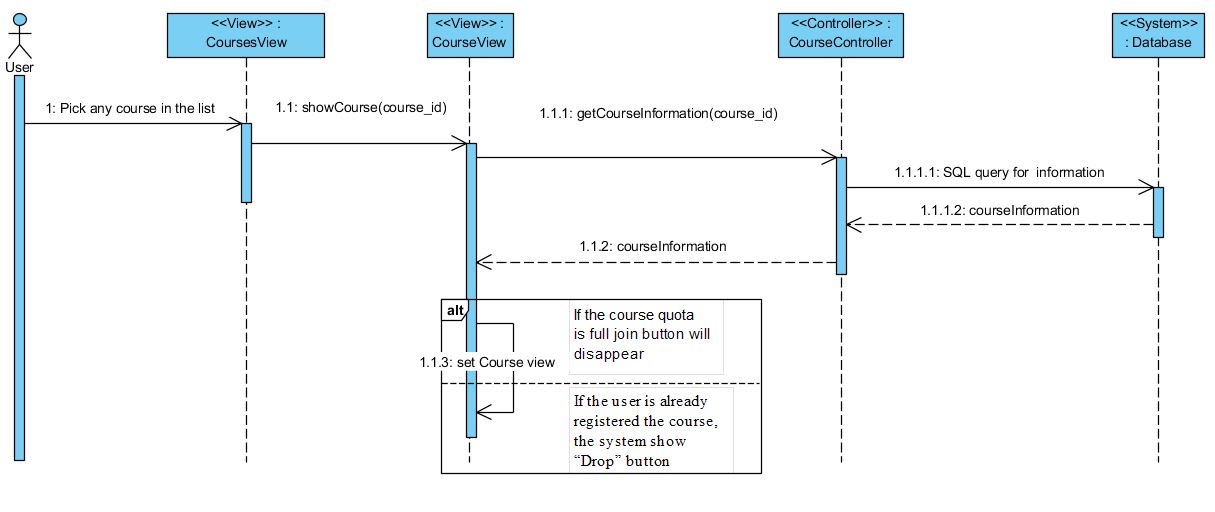 <<View>> :
CoursesView
<<View>> :
CourseView
<<Controller>> :
CourseController
<<System>>
: Database
User
1: Pick any course in the list
1.1: showCourse(course_id)
1.1.1: getCourseInformation(course_id)
1.1.1.1: SQL query for information
1.1.1.2: courseInformation
1.1.2: courseInformation
alt
If the course quota
is full join button will
disappear
1.1.3: set Course view
If the user is already
registered the course,
the system show
“Drop” button